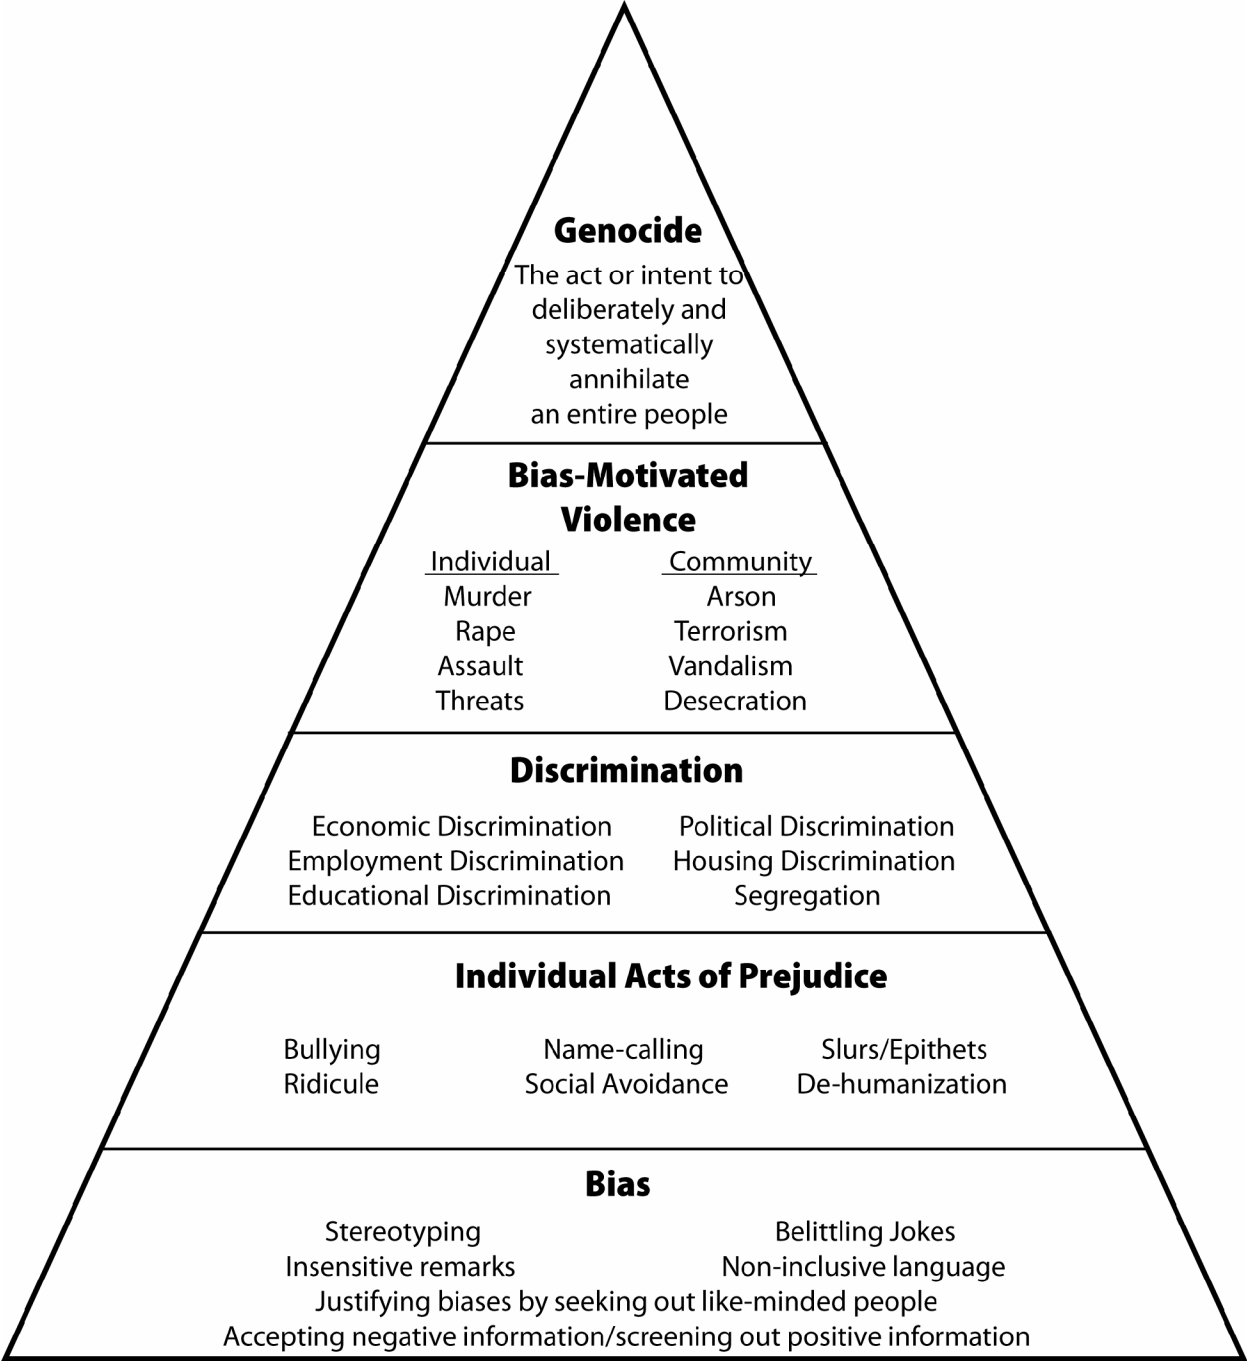 Genocide
The act or intent to
deliberately and
systematically
annihilate
an entire people
Bias-Motivated
Violence
Individual Community
Murder Arson
Rape Terrorism
Assault Vandalism
Threats Desecration
Discrimination
Economic Discrimination Political Discrimination
Employment Discrimination Housing Discrimination
Educational Discrimination Segregation
Individual Acts of Prejudice
Bullying Name-calling Slurs/Epithets
Ridicule Social Avoidance De-humanization
Bias
Stereotyping Belittling Jokes
Insensitive remarks Non-inclusive language
Justifying biases by seeking out like-minded people
Accepting negative information/screening out positive information